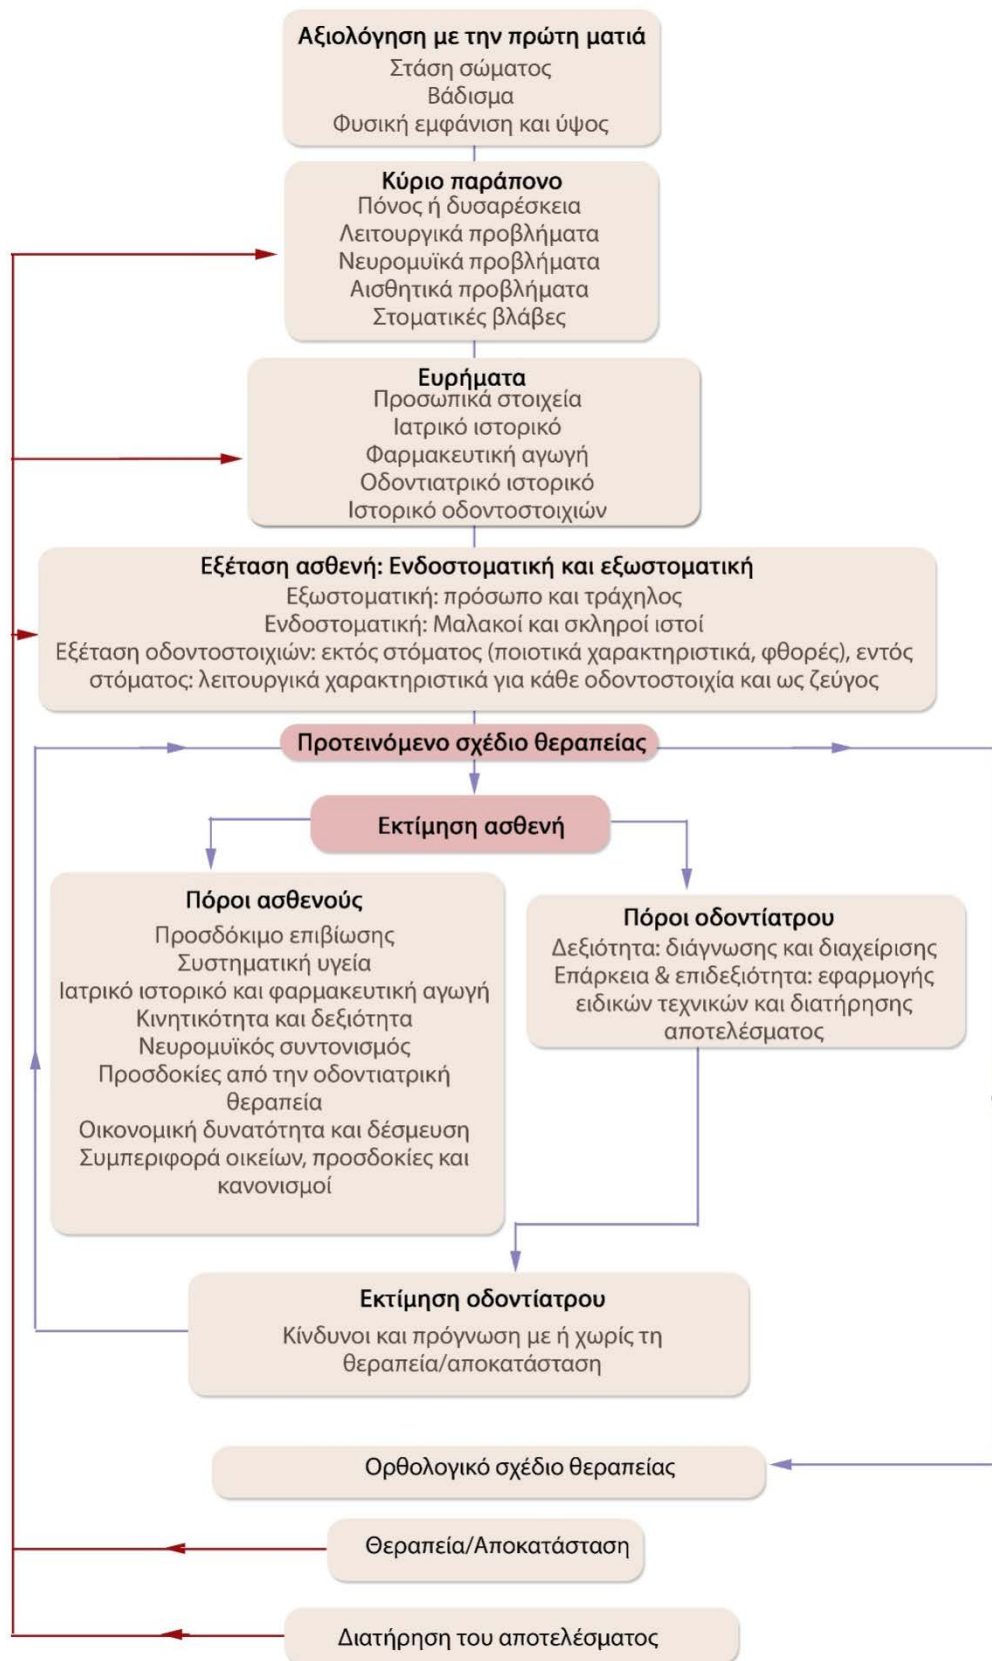 Αξιολόγηση με την πρώτη ματιά
Στάση σώματος
Βάδισμα
Φυσική εμφάνιση και ύψος
Κύριο παράπονο
Πόνος ή δυσαρέσκεια
Λειτουργικά προβλήματα
Νευρομυϊκά προβλήματα
Αισθητικά προβλήματα
Στοματικές βλάβες
Ευρήματα
Προσωπικά στοιχεία
Ιατρικό ιστορικό
Φαρμακευτική αγωγή
Οδοντιατρικό ιστορικό
Ιστορικό οδοντοστοιχιών
Εξέταση ασθενή: Ενδοστοματική και εξωστοματική
Εξωστοματική: πρόσωπο και τράχηλος
Ενδοστοματική: Μαλακοί και σκληροί ιστοί
Εξέταση οδοντοστοιχιών: εκτός στόματος (ποιοτικά χαρακτηριστικά, φθορές), εντός
στόματος: λειτουργικά χαρακτηριστικά για κάθε οδοντοστοιχία και ως ζεύγος
Προτεινόμενο σχέδιο θεραπείας
Εκτίμηση ασθενή
Πόροι ασθενούς
Προσδόκιμο επιβίωσης
Συστηματική υγεία
Ιατρικό ιστορικό και φαρμακευτική αγωγή
Κινητικότητα και δεξιότητα
Νευρομυϊκός συντονισμός
Προσδοκίες από την οδοντιατρική
θεραπεία
Οικονομική δυνατότητα και δέσμευση
Συμπεριφορά οικείων, προσδοκίες και
κανονισμοί
Πόροι οδοντίατρου
Δεξιότητα: διάγνωσης και διαχείρισης
Επάρκεια & επιδεξιότητα: εφαρμογής
ειδικών τεχνικών και διατήρησης
αποτελέσματος
Εκτίμηση οδοντίατρου
Κίνδυνοι και πρόγνωση με ή χωρίς τη
θεραπεία/αποκατάσταση
Ορθολογικό σχέδιο θεραπείας
Θεραπεία/Αποκατάσταση
Διατήρηση του αποτελέσματος